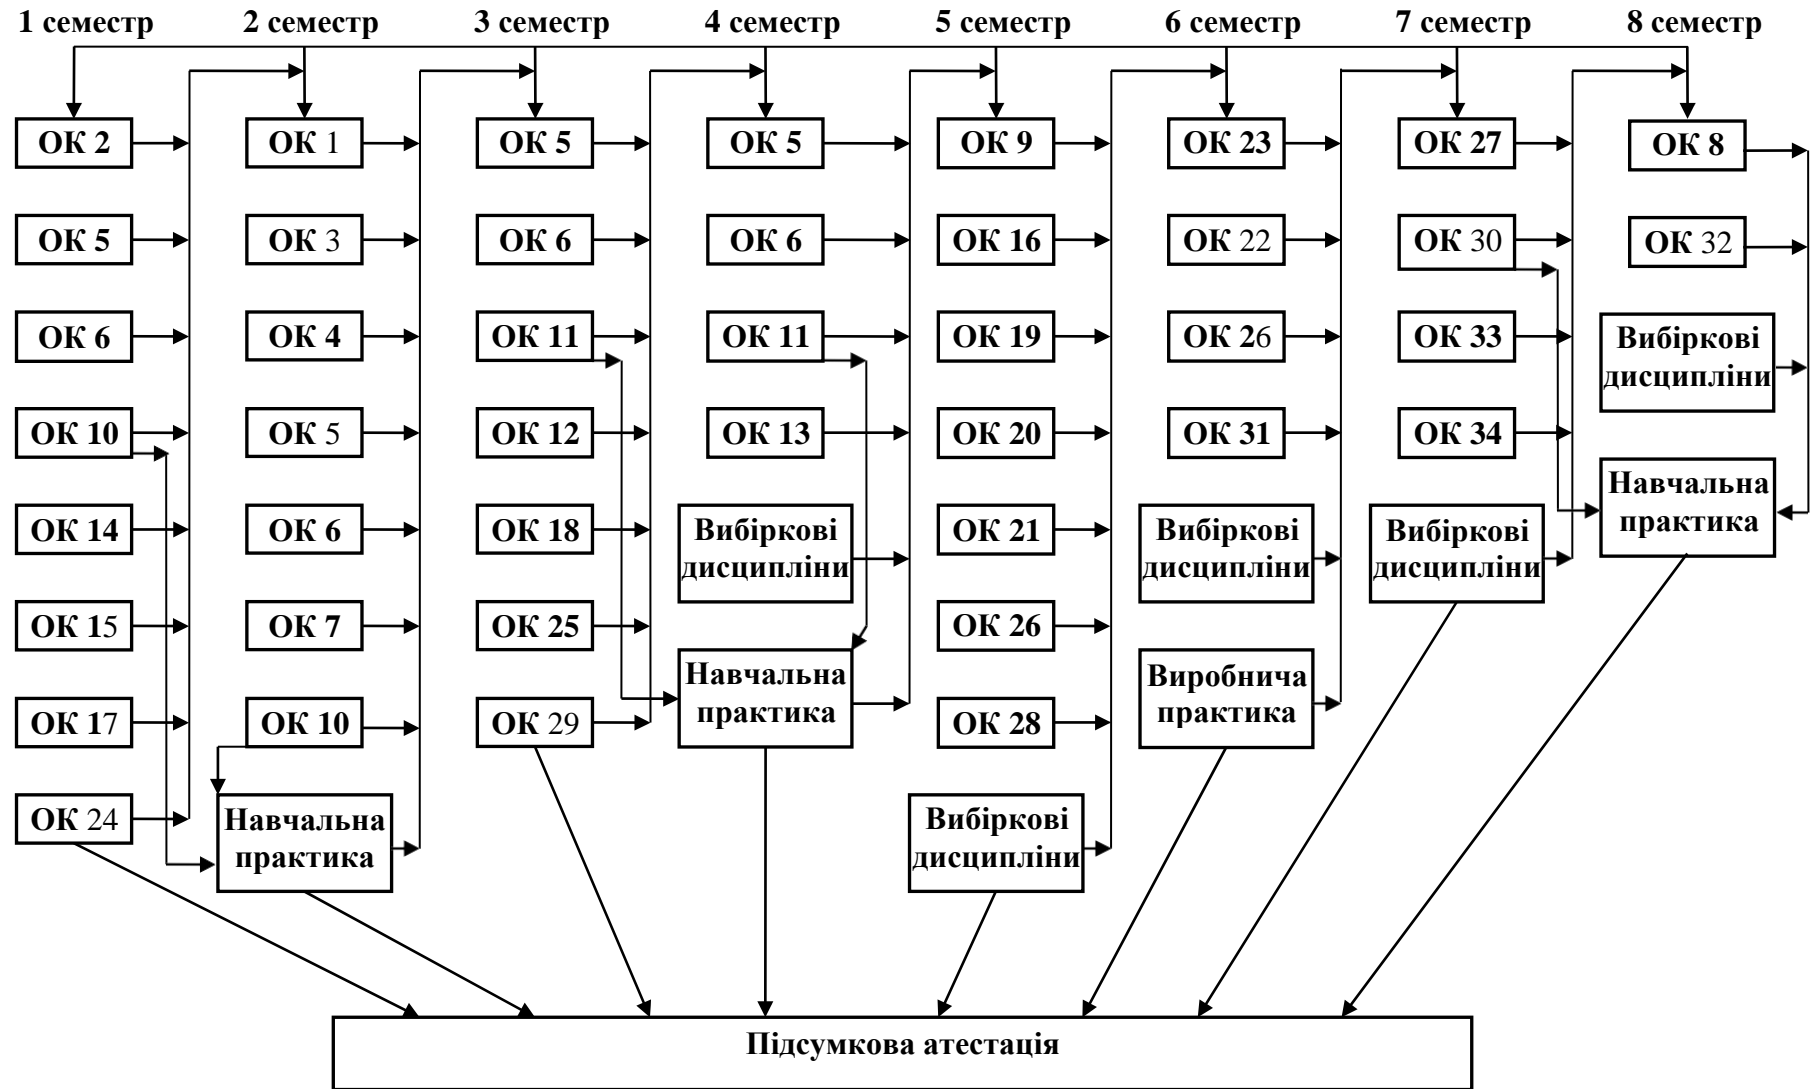 1 семестр
2 семестр
3 семестр
4 семестр
5 семестр
6 семестр
7 семестр
8 семестр
ОК 2
ОК 1
ОК 5
ОК 5
ОК 9
ОК 23
ОК 27
ОК 8
ОК 5
ОК 3
ОК 6
ОК 6
ОК 16
ОК 22
ОК 30
ОК 32
ОК 6
ОК 4
ОК 11
ОК 11
ОК 19
ОК 26
ОК 33
Вибіркові
дисципліни
ОК 10
ОК 5
ОК 12
ОК 13
ОК 20
ОК 31
ОК 34
Навчальна
практика
ОК 14
ОК 6
ОК 18
Вибіркові
дисципліни
ОК 21
Вибіркові
дисципліни
Вибіркові
дисципліни
ОК 15
ОК 7
ОК 25
Навчальна
практика
ОК 26
Виробнича
практика
ОК 17
ОК 10
ОК 29
ОК 28
ОК 24
Навчальна
практика
Вибіркові
дисципліни
Підсумкова атестація